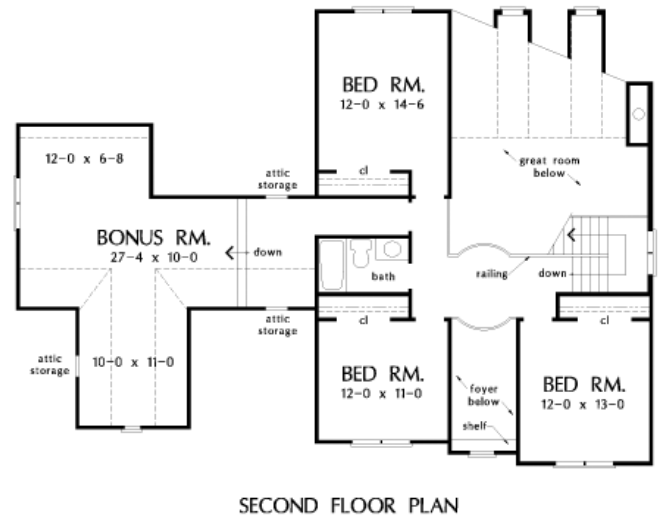 BED RM.
12-0 x 14-6
12-0 x 6-8
cl
attic
storage
great room
below
BONUS RM.
27-4 x 10-0
down
bath
railing
down
attic
storage
cl
cl
attic
storage
10-0 x 11-0
BED RM.
12-0 x 11-0
foyer
below
shelf
BED RM.
12-0 x 13-0
SECOND FLOOR PLAN